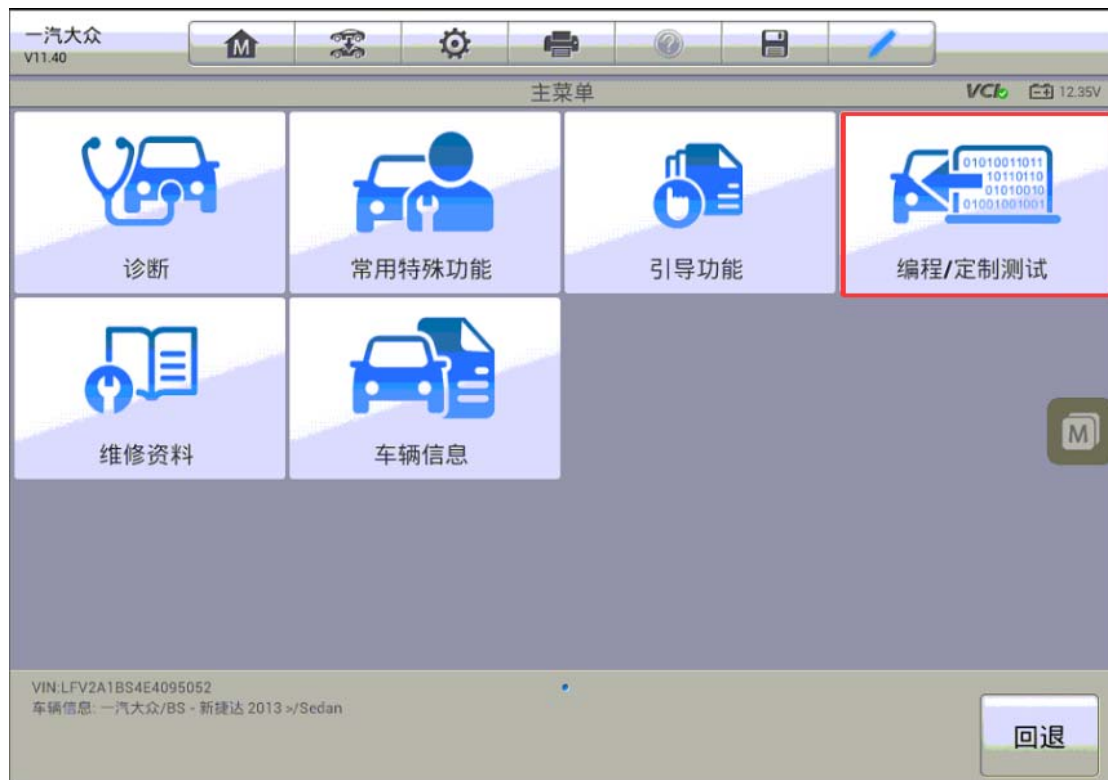 一汽大众
V11.40
M
主菜单
VCI
12.35V
诊断
常用特殊功能
引导功能
01010011011
10110110
01010010
01001001001
编程/定制测试
维修资料
车辆信息
M
VIN:LFV2A1BS4E4095052
车辆信息: 一汽大众/BS - 新捷达 2013 >/Sedan
回退